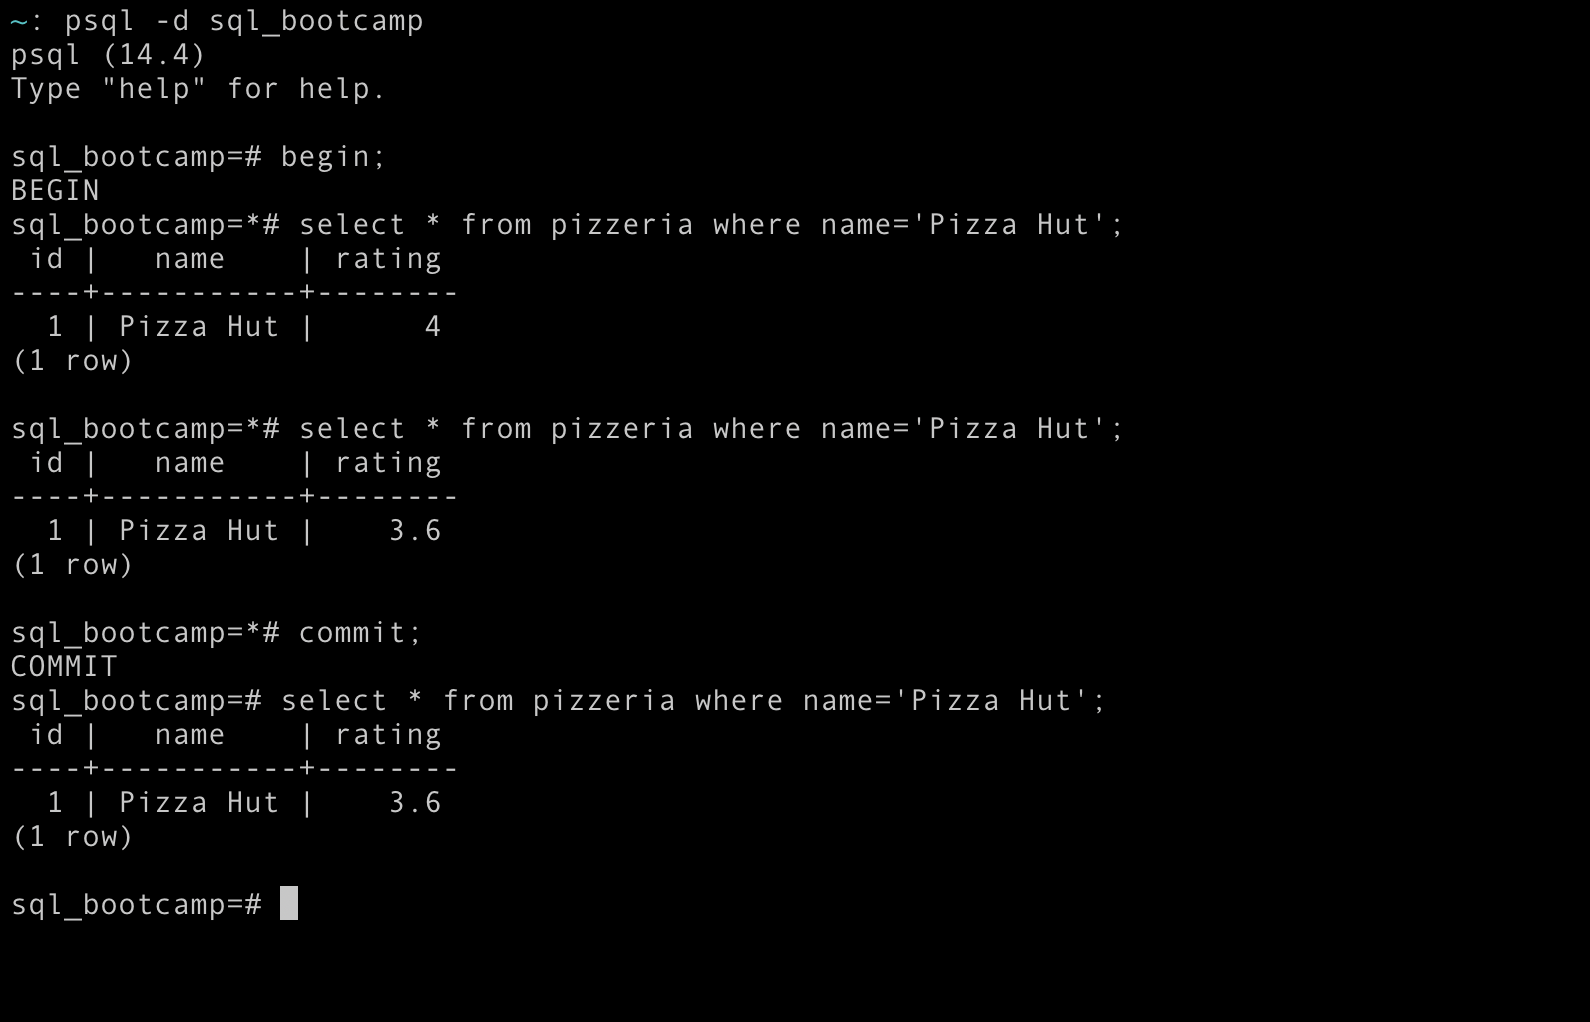 ~: psql -d sql_bootcamp
psql (14.4)
Type "help" for help.

sql_bootcamp=# begin;
BEGIN
sql_bootcamp=*# select * from pizzeria where name='Pizza Hut';
 id |   name    | rating
----+-----------+--------
  1 | Pizza Hut |      4
(1 row)

sql_bootcamp=*# select * from pizzeria where name='Pizza Hut';
 id |   name    | rating
----+-----------+--------
  1 | Pizza Hut |    3.6
(1 row)

sql_bootcamp=*# commit;
COMMIT
sql_bootcamp=# select * from pizzeria where name='Pizza Hut';
 id |   name    | rating
----+-----------+--------
  1 | Pizza Hut |    3.6
(1 row)

sql_bootcamp=#